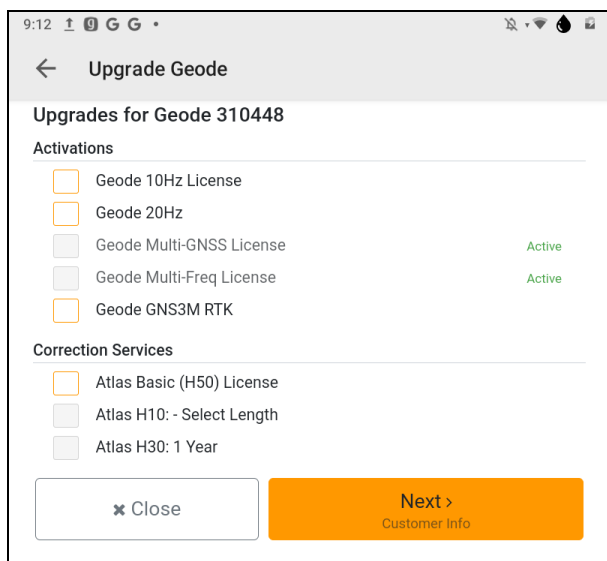 9:12 g G G •
Upgrade Geode
Upgrades for Geode 310448
Activations
Geode 10Hz License
Geode 20Hz
Geode Multi-GNSS License Active
Geode Multi-Freq License Active
Geode GNS3M RTK
Correction Services
Atlas Basic (H50) License
Atlas H10: - Select Length
Atlas H30: 1 Year
× Close
Next ›
Customer Info